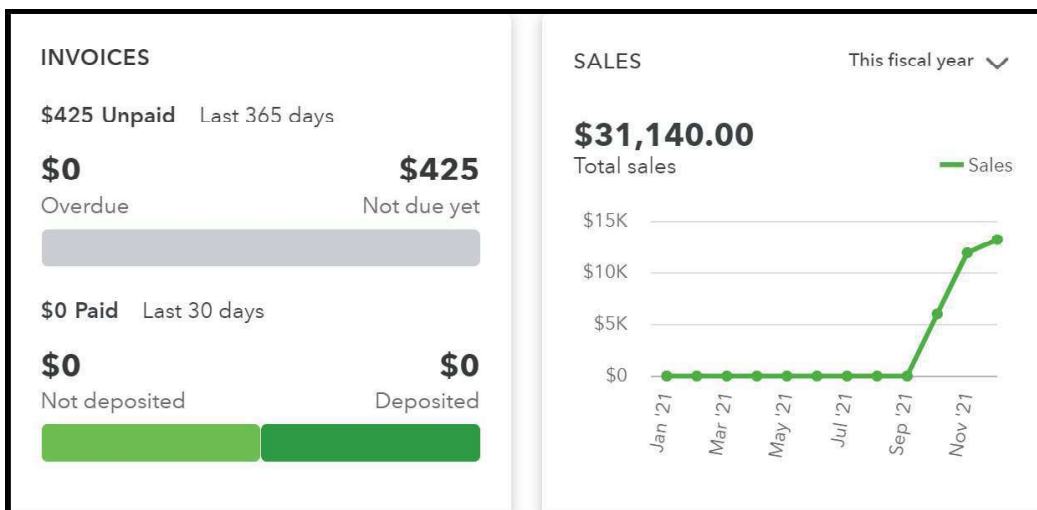 INVOICES
$425 Unpaid Last 365 days
$0 $425
Overdue Not due yet
$0 Paid Last 30 days
$0 $0
Not deposited Deposited
SALES This fiscal year
$31,140.00
Total sales Sales
$15K
$10K
$5K
$0
Jan '21 Mar '21 May '21 Jul '21 Sep '21 Nov '21